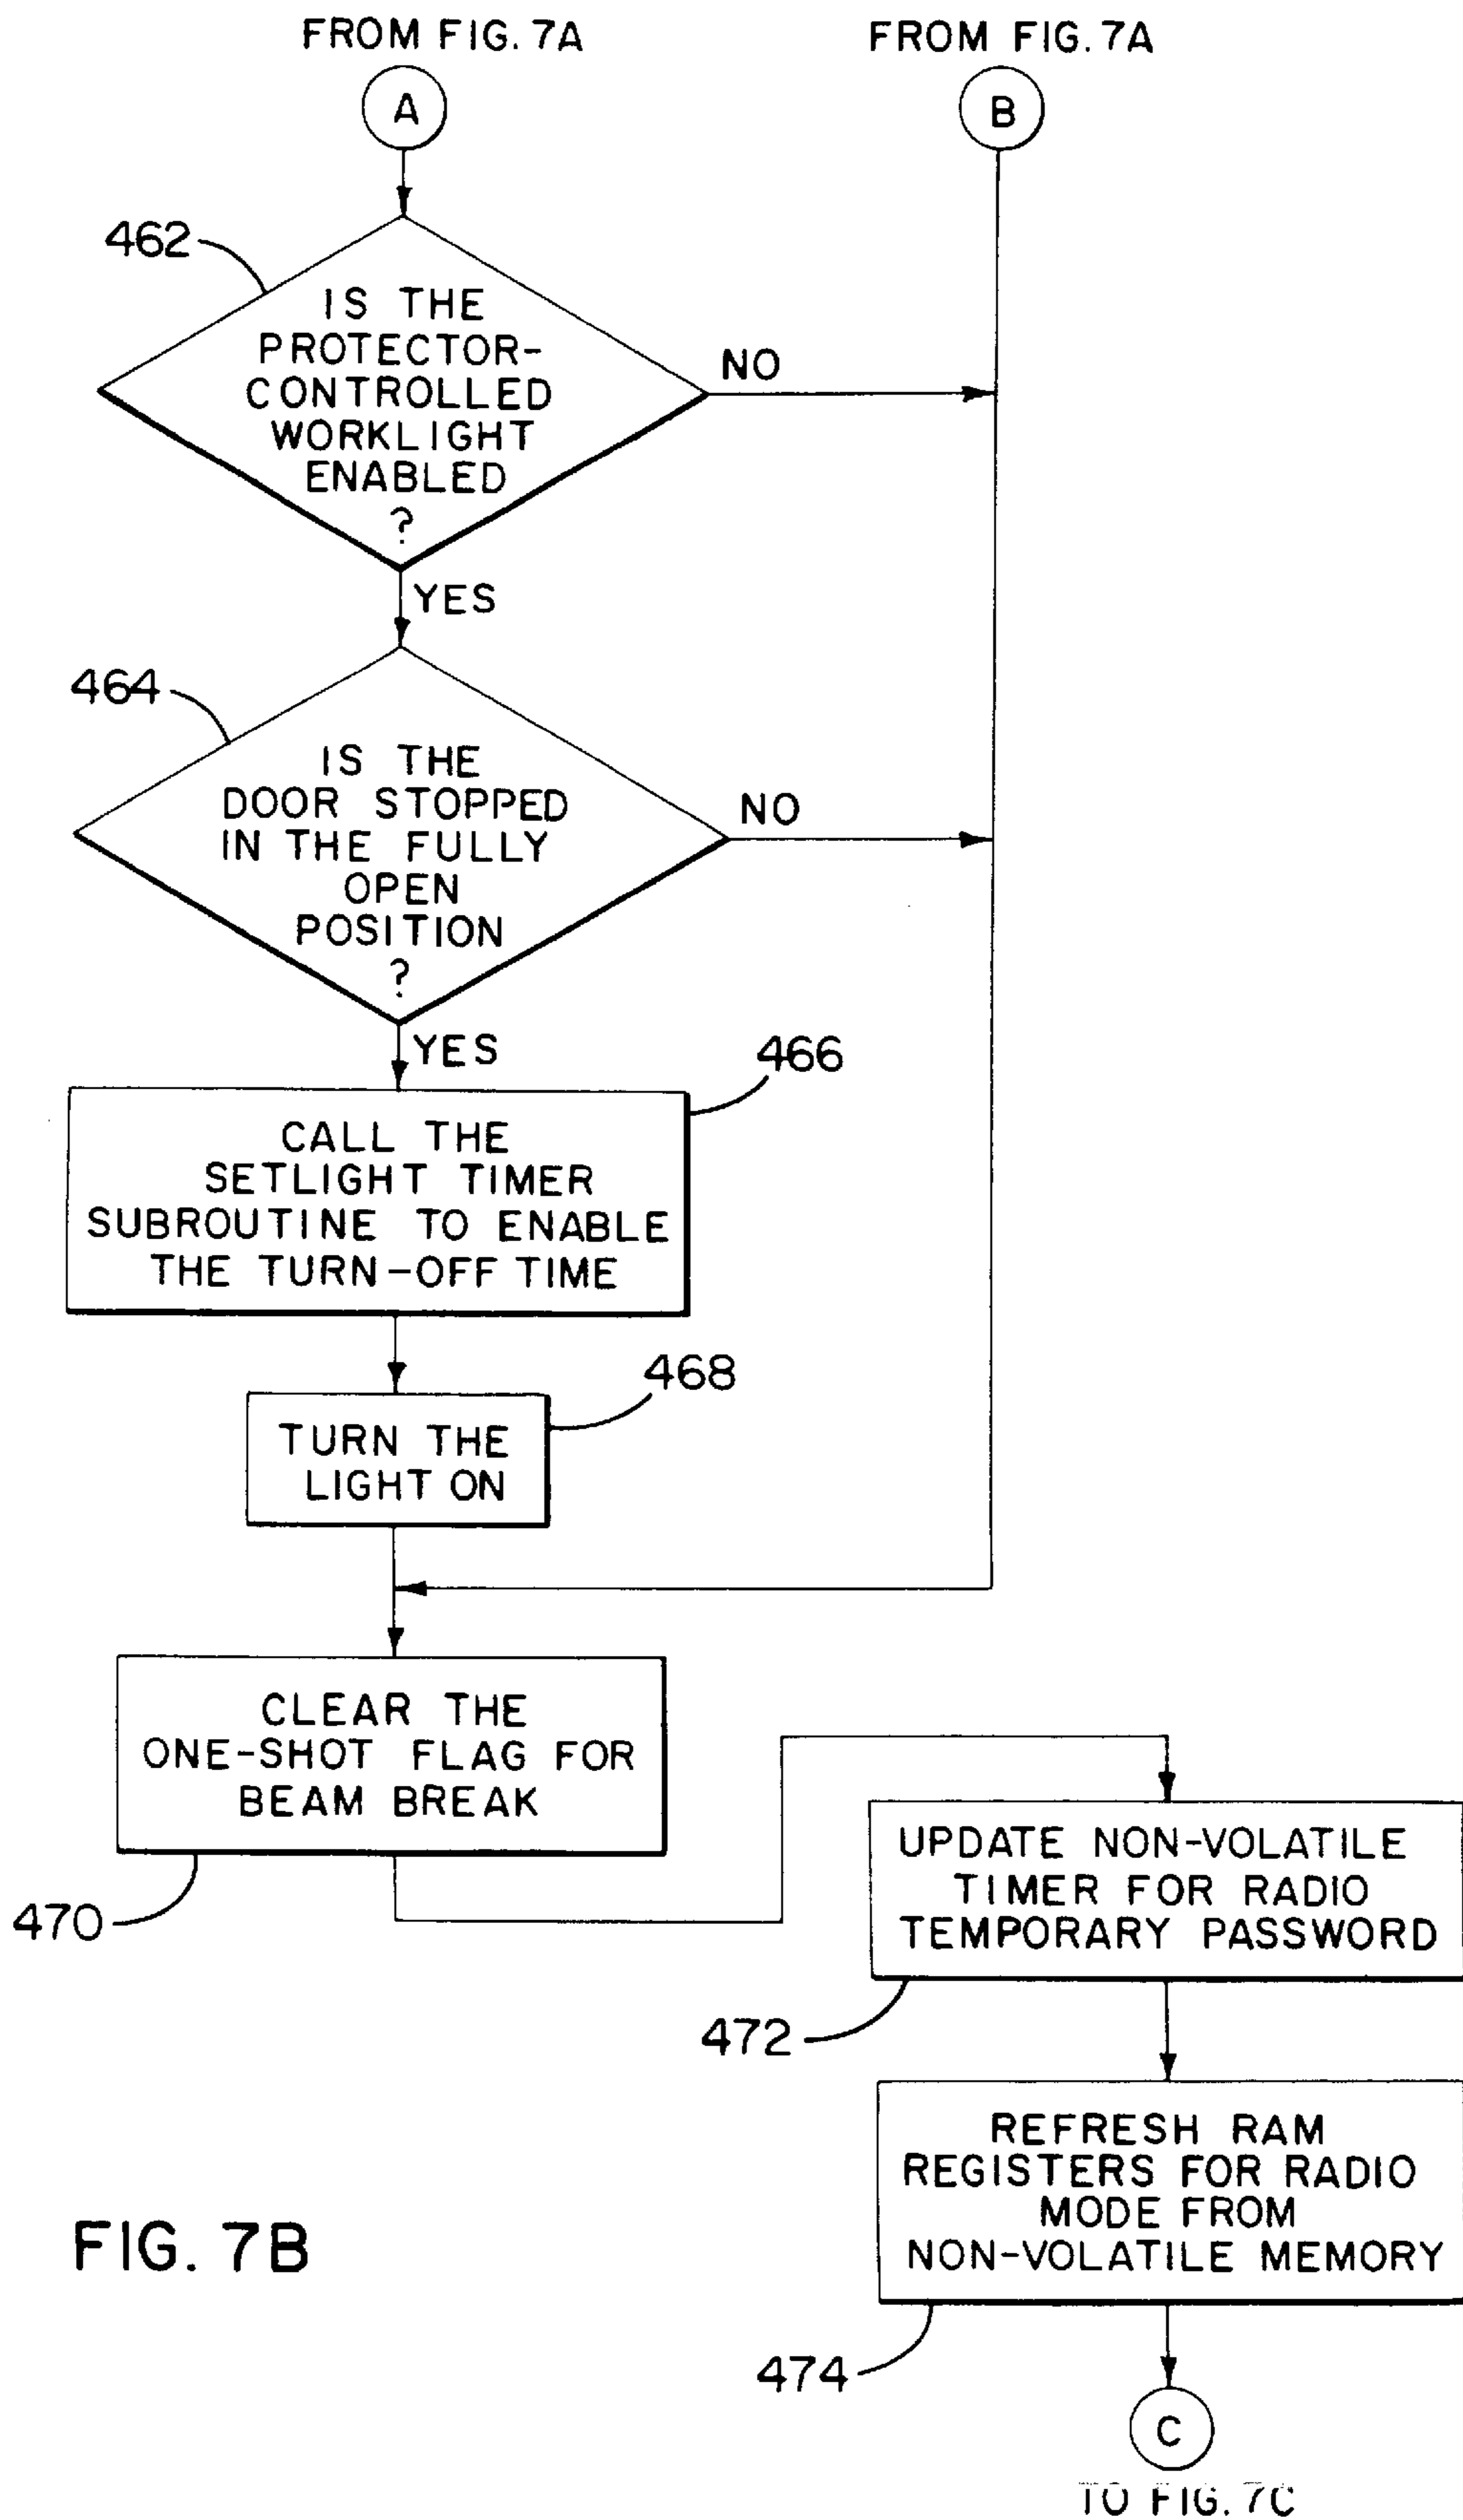 FROM FIG. 7A
FROM FIG. 7A
A
B
462
IS THE
PROTECTOR-
CONTROLLED
WORKLIGHT
ENABLED
?
NO
YES
464
IS THE
DOOR STOPPED
IN THE FULLY
OPEN
POSITION
?
NO
YES
466
CALL THE
SETLIGHT TIMER
SUBROUTINE TO ENABLE
THE TURN-OFF TIME
468
TURN THE
LIGHT ON
CLEAR THE
ONE-SHOT FLAG FOR
BEAM BREAK
470
UPDATE NON-VOLATILE
TIMER FOR RADIO
TEMPORARY PASSWORD
472
REFRESH RAM
REGISTERS FOR RADIO
MODE FROM
NON-VOLATILE MEMORY
474
C
TO FIG. 7C
FIG. 7B